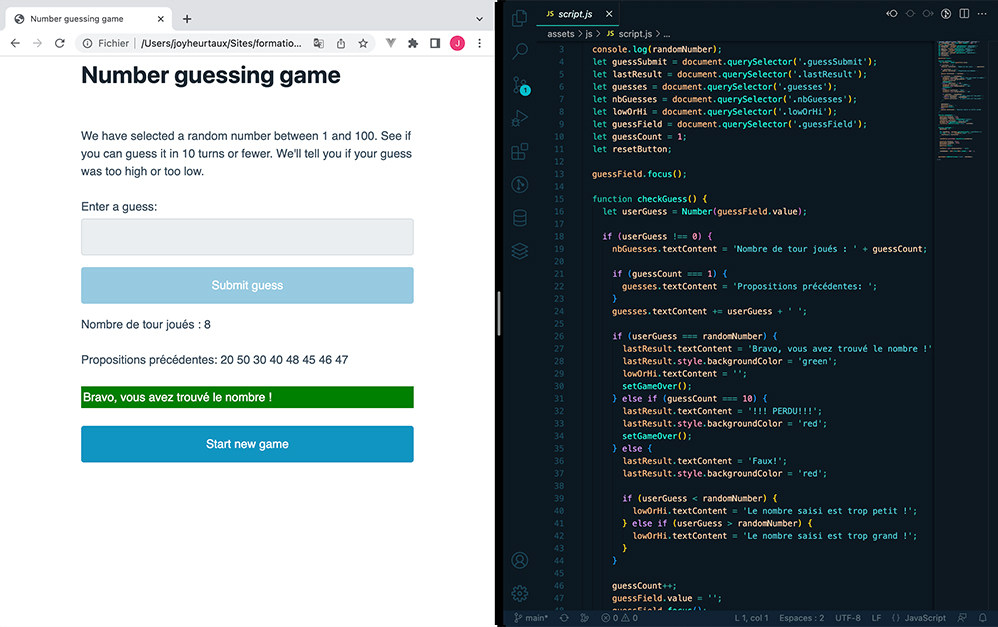 Number guessing game
Fichier
/Users/joyheurtaux/Sites/formatio...
J
Number guessing game
We have selected a random number between 1 and 100. See if
you can guess it in 10 turns or fewer. We'll tell you if your guess
was too high or too low.
Enter a guess:
Submit guess
Nombre de tour joués : 8
Propositions précédentes: 20 50 30 40 48 45 46 47
Bravo, vous avez trouvé le nombre !
Start new game
JS script.js
assets > js > JS script.js > ...
1
3 console.log(randomNumber);
4 let guessSubmit = document.querySelector('.guessSubmit');
5 let lastResult = document.querySelector('.lastResult');
6 let guesses = document.querySelector('.guesses');
7 let nbGuesses = document.querySelector('.nbGuesses');
8 let lowOrHi = document.querySelector('.lowOrHi');
9 let guessField = document.querySelector('.guessField');
10 let guessCount = 1;
11 let resetButton;
12
13 guessField.focus();
14
15 function checkGuess() {
16 let userGuess = Number(guessField.value);
17
18 if (userGuess !== 0) {
19 nbGuesses.textContent = 'Nombre de tour joués : ' + guessCount;
20
21 if (guessCount === 1) {
22 guesses.textContent = 'Propositions précédentes: ';
23 }
24 guesses.textContent += userGuess + ' ';
25
26 if (userGuess === randomNumber) {
27 lastResult.textContent = 'Bravo, vous avez trouvé le nombre !'
28 lastResult.style.backgroundColor = 'green';
29 lowOrHi.textContent = '';
30 setGameOver();
31 } else if (guessCount === 10) {
32 lastResult.textContent = '!!! PERDU!!!';
33 lastResult.style.backgroundColor = 'red';
34 setGameOver();
35 } else {
36 lastResult.textContent = 'Faux!';
37 lastResult.style.backgroundColor = 'red';
38
39 if (userGuess < randomNumber) {
40 lowOrHi.textContent = 'Le nombre saisi est trop petit !';
41 } else if (userGuess > randomNumber) {
42 lowOrHi.textContent = 'Le nombre saisi est trop grand !';
43 }
44 }
45
46 guessCount++;
47 guessField.value = '';
48 guessField.focus();
main* 0 0 L 1, col 1 Espaces : 2 UTF-8 LF {} JavaScript